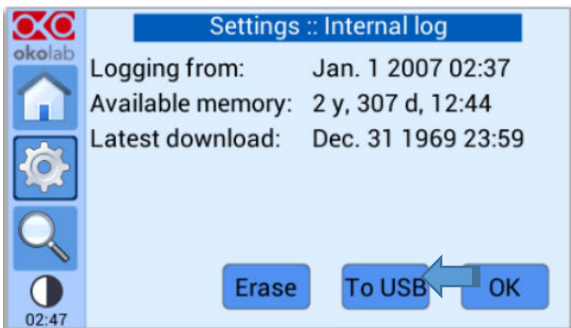 Settings :: Internal log
okolab
Logging from: Jan. 1 2007 02:37
Available memory: 2 y, 307 d, 12:44
Latest download: Dec. 31 1969 23:59
Erase To USB OK
02:47